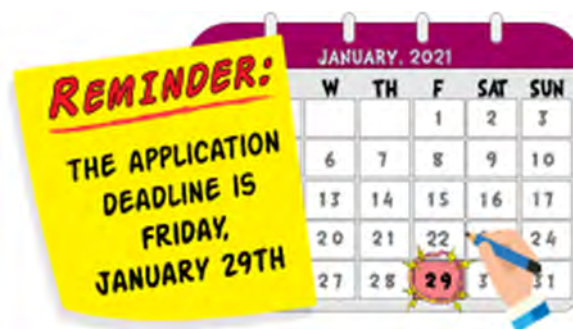 REMINDER:
THE APPLICATION
DEADLINE IS
FRIDAY,
JANUARY 29TH
JANUARY, 2021
W TH F SAT SUN
1 2 3
6 7 8 9 10
13 14 15 16 17
20 21 22 24
27 28 29 31